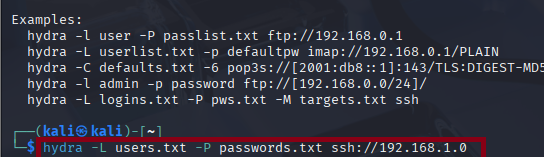 Examples:
hydra -l user -P passlist.txt ftp://192.168.0.1
hydra -L userlist.txt -p defaultpw imap://192.168.0.1/PLAIN
hydra -C defaults.txt -6 pop3s://[2001:db8::1]:143/TLS:DIGEST-MD5
hydra -l admin -p password ftp://[192.168.0.0/24]/
hydra -L logins.txt -P pws.txt -M targets.txt ssh
┌──(kali㉿kali)-[~]
└─$ hydra -L users.txt -P passwords.txt ssh://192.168.1.0